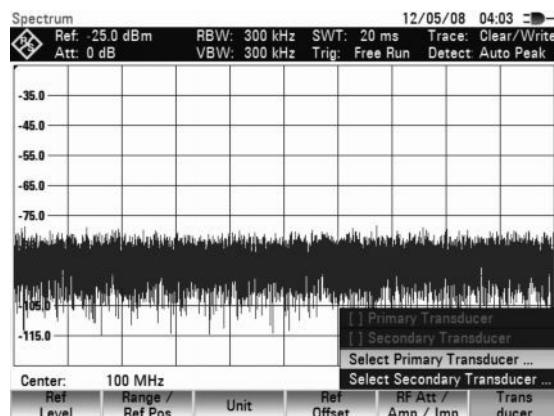 Spectrum 12/05/08 04:03
Ref: -25.0 dBm RBW: 300 kHz SWT: 20 ms Trace: Clear/Write
Att: 0 dB VBW: 300 kHz Trig: Free Run Detect: Auto Peak
-35.0
-45.0
-55.0
-65.0
-75.0
-105.0
-115.0
[ ] Primary Transducer
[ ] Secondary Transducer
Select Primary Transducer ...
Select Secondary Transducer ...
Center: 100 MHz
Ref Level
Range / Ref Pos
Unit
Ref Offset
RF Att / Amp / Imp
Trans ducer